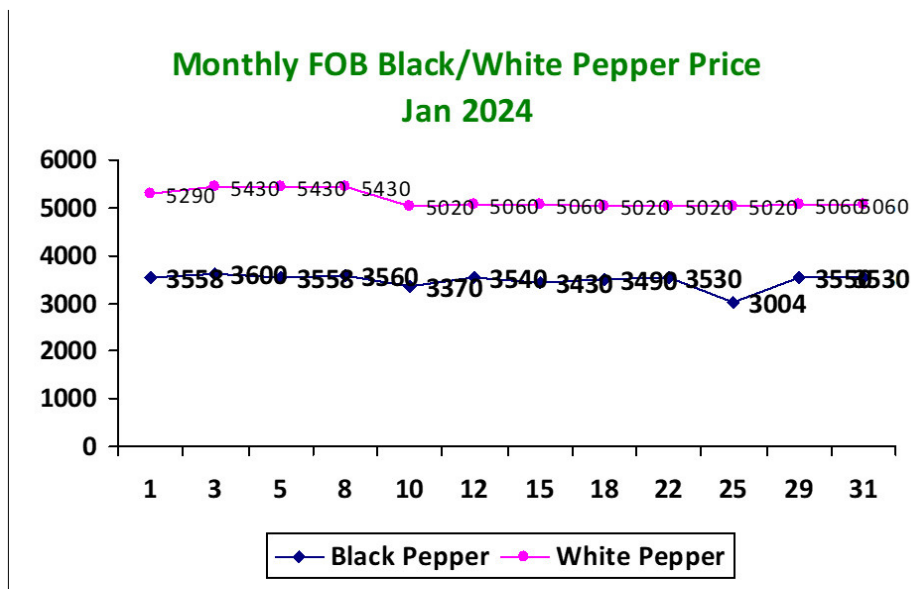 Monthly FOB Black/White Pepper Price
Jan 2024
6000
5000
4000
3000
2000
1000
0
5290 5430 5430 5430 5020 5060 5060 5020 5020 5020 5060 5060
3558 3600 3558 3560 3370 3540 3430 3490 3530 3004 3550 3530
1 3 5 8 10 12 15 18 22 25 29 31
Black Pepper White Pepper